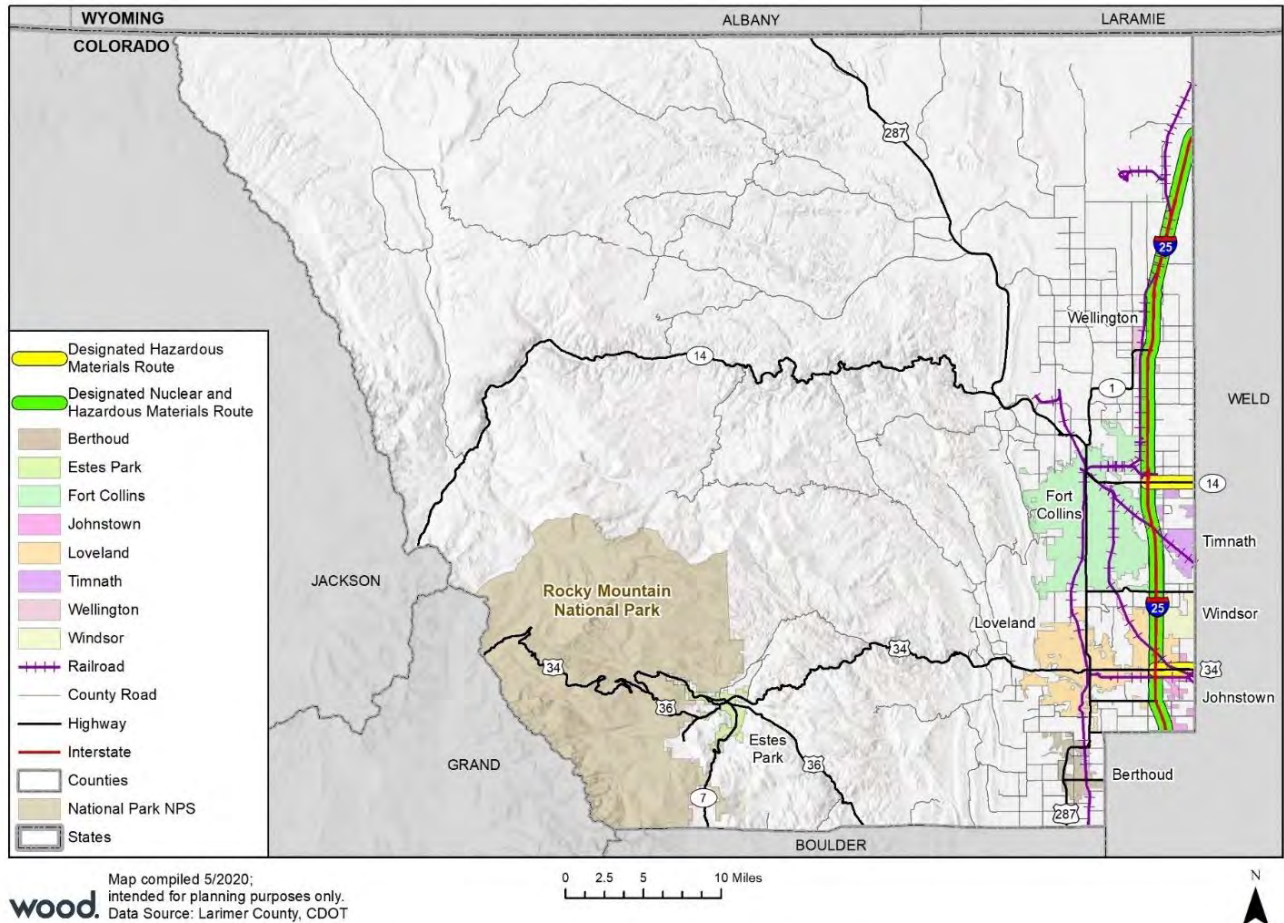 WYOMING
ALBANY
LARAMIE
COLORADO
287
25
Wellington
14
1
WELD
Designated Hazardous
Materials Route
Designated Nuclear and
Hazardous Materials Route
Berthoud
Estes Park
Fort Collins
Johnstown
Loveland
Timnath
Wellington
Windsor
Railroad
County Road
Highway
Interstate
Counties
National Park NPS
States
14
Fort
Collins
Timnath
JACKSON
Rocky Mountain
National Park
25
Windsor
Loveland
34
34
34
Johnstown
36
Estes
Park
36
GRAND
Berthoud
7
287
BOULDER
wood.
Map compiled 5/2020;
intended for planning purposes only.
Data Source: Larimer County, CDOT
0 2.5 5 10 Miles
N